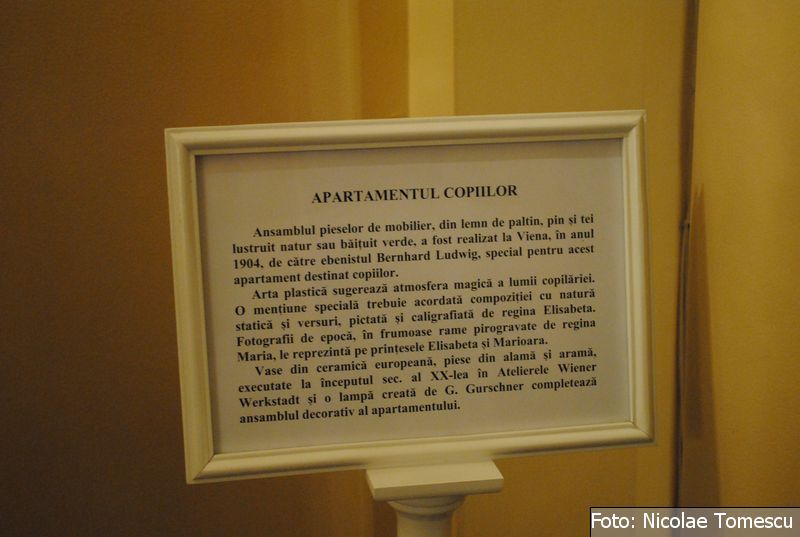 APARTAMENTUL COPIILOR
Ansamblul pieselor de mobilier, din lemn de paltin, pin și tei
lustruit natur sau băițuit verde, a fost realizat la Viena, în anul
1904, de către ebenistul Bernhard Ludwig, special pentru acest
apartament destinat copiilor.
Arta plastică sugerează atmosfera magică a lumii copilăriei.
O mențiune specială trebuie acordată compoziției cu natură
statică și versuri, pictată și caligrafiată de regina Elisabeta.
Fotografii de epocă, în frumoase rame pirogravate de regina
Maria, le reprezintă pe prințesele Elisabeta și Marioara.
Vase din ceramică europeană, piese din alamă și aramă,
executate la începutul sec. al XX-lea în Atelierele Wiener
Werkstadt și o lampă creată de G. Gurschner completează
ansamblul decorativ al apartamentului.
Foto: Nicolae Tomescu